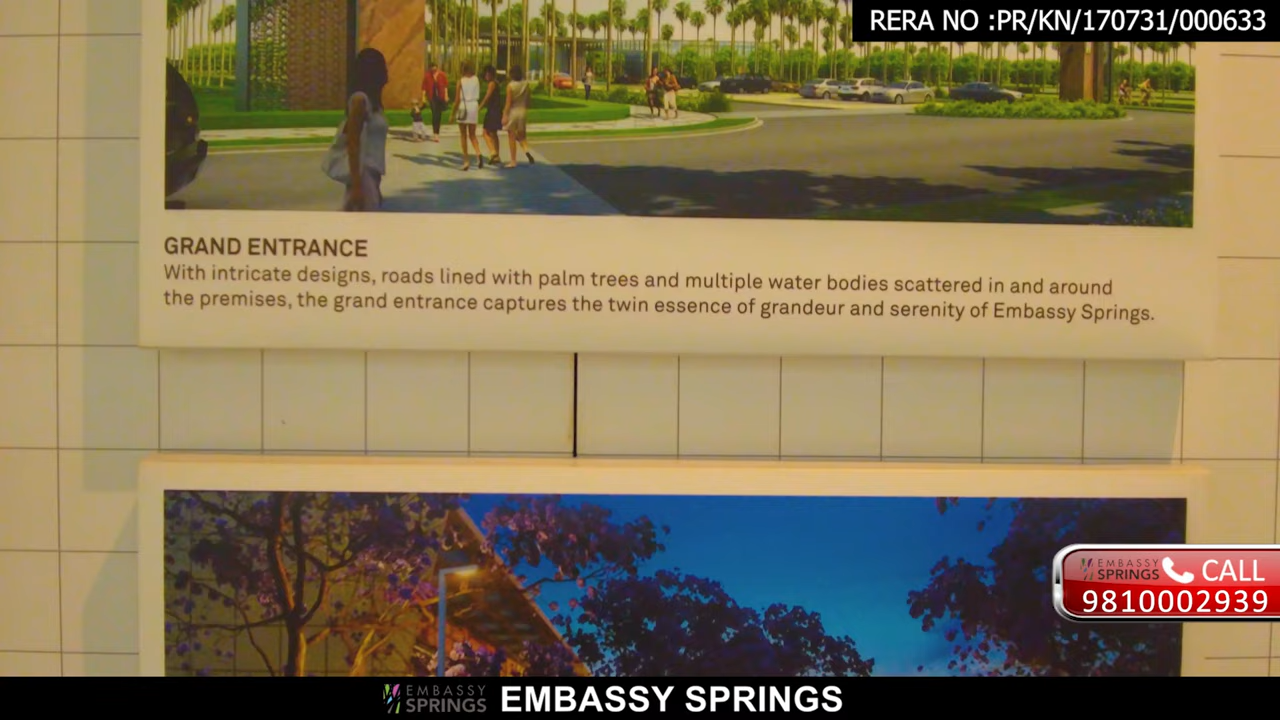 RERA NO :PR/KN/170731/000633
GRAND ENTRANCE
With intricate designs, roads lined with palm trees and multiple water bodies scattered in and around
the premises, the grand entrance captures the twin essence of grandeur and serenity of Embassy Springs.
EMBASSY
SPRINGS
CALL
9810002939
EMBASSY
SPRINGS
EMBASSY SPRINGS